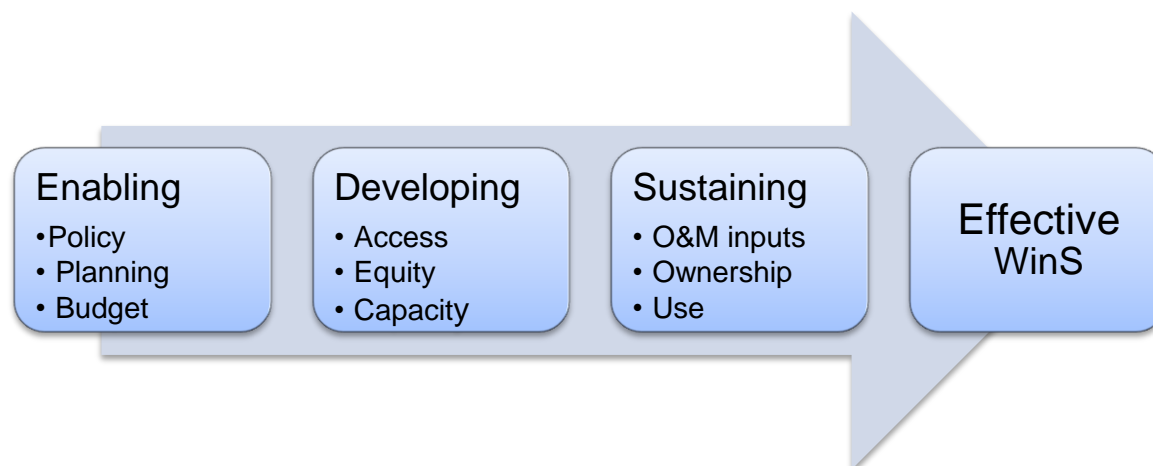 Enabling
•Policy
• Planning
• Budget
Developing
• Access
• Equity
• Capacity
Sustaining
• O&M inputs
• Ownership
• Use
Effective
WinS